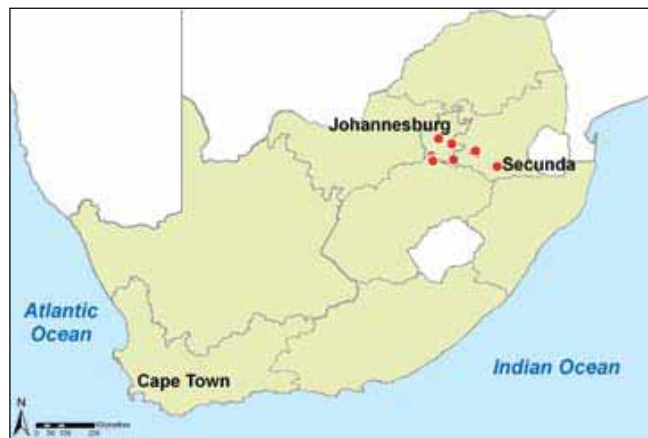 Johannesburg
Secunda
Atlantic
Ocean
Indian Ocean
Cape Town
N